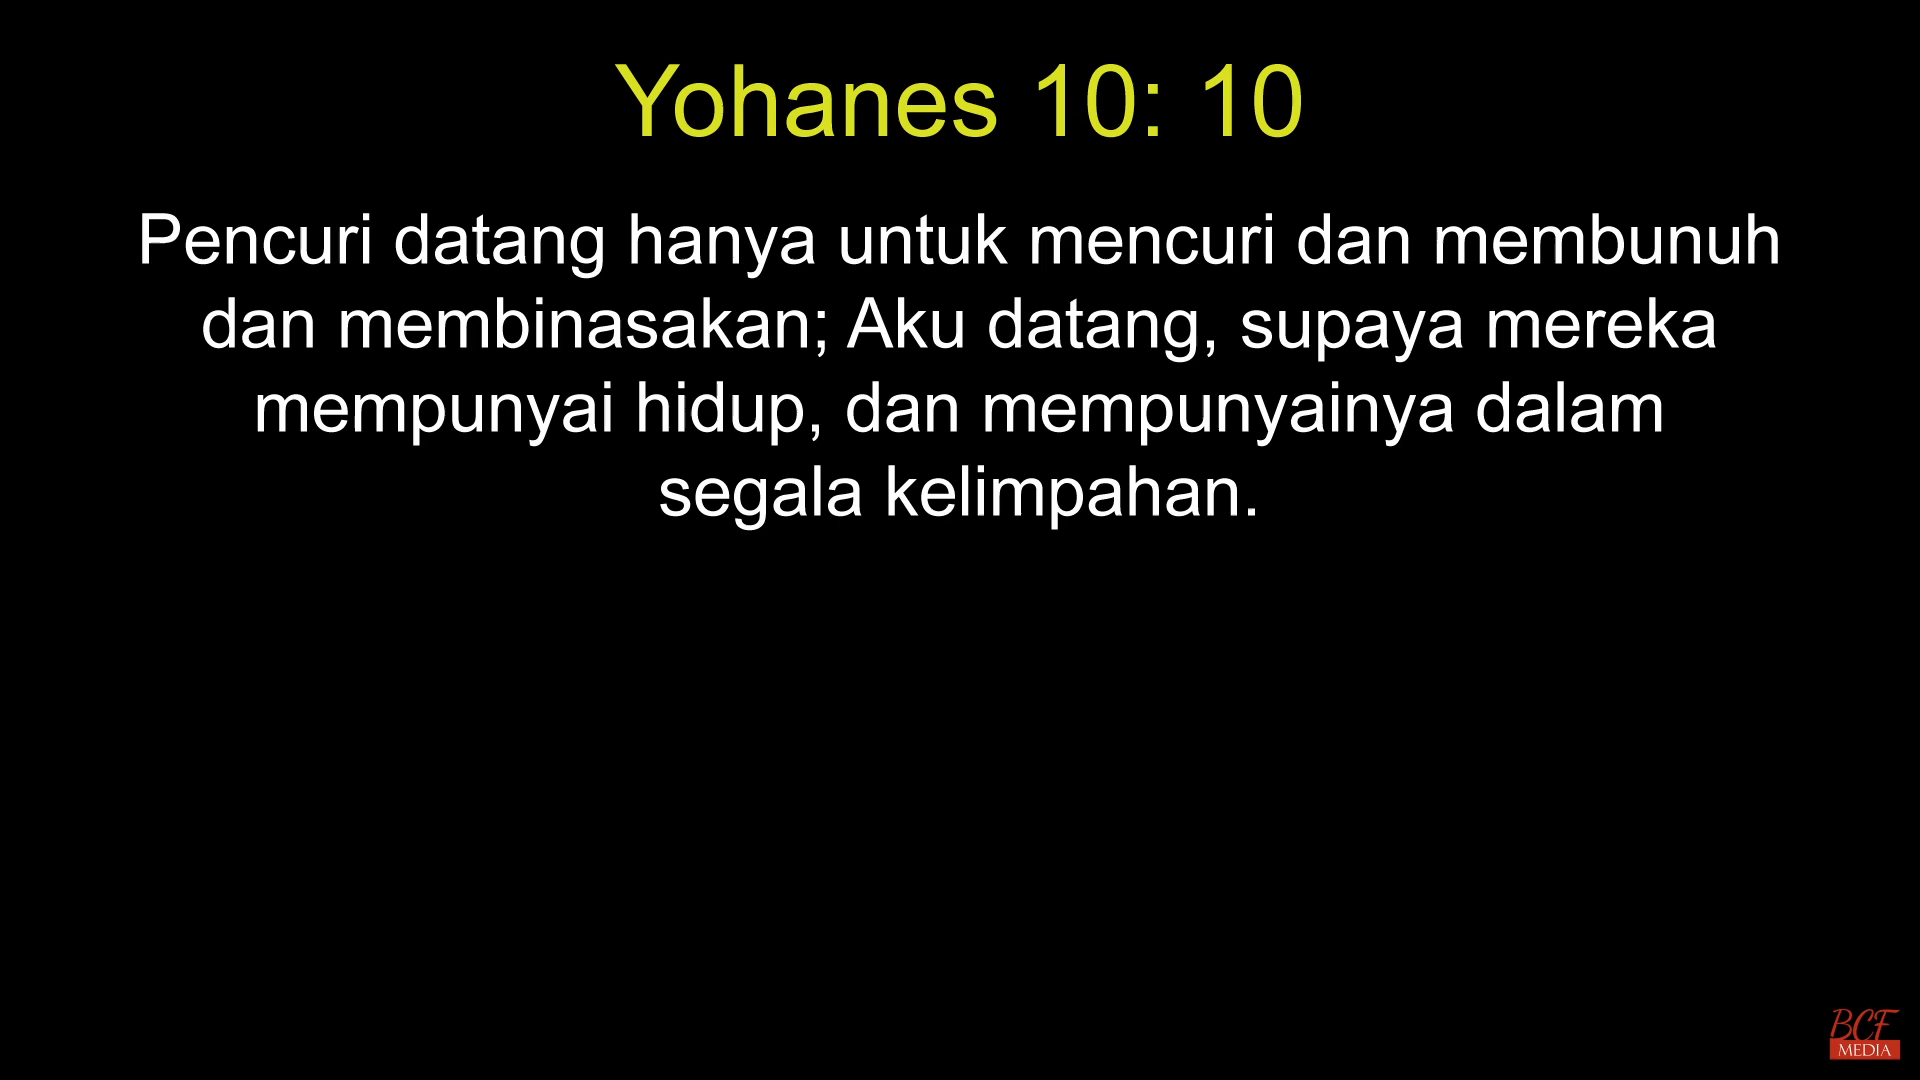 Yohanes 10: 10
Pencuri datang hanya untuk mencuri dan membunuh
dan membinasakan; Aku datang, supaya mereka
mempunyai hidup, dan mempunyainya dalam
segala kelimpahan.
BCF
MEDIA